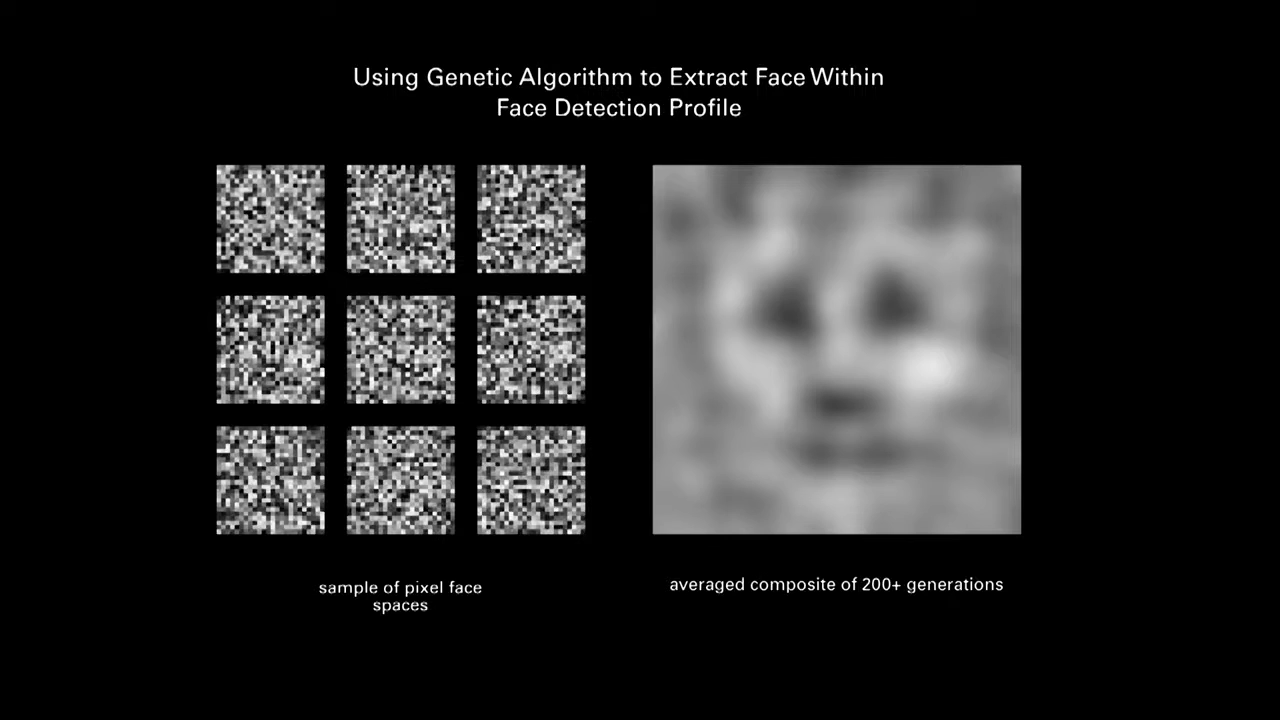 Using Genetic Algorithm to Extract Face Within
Face Detection Profile
sample of pixel face
spaces
averaged composite of 200+ generations